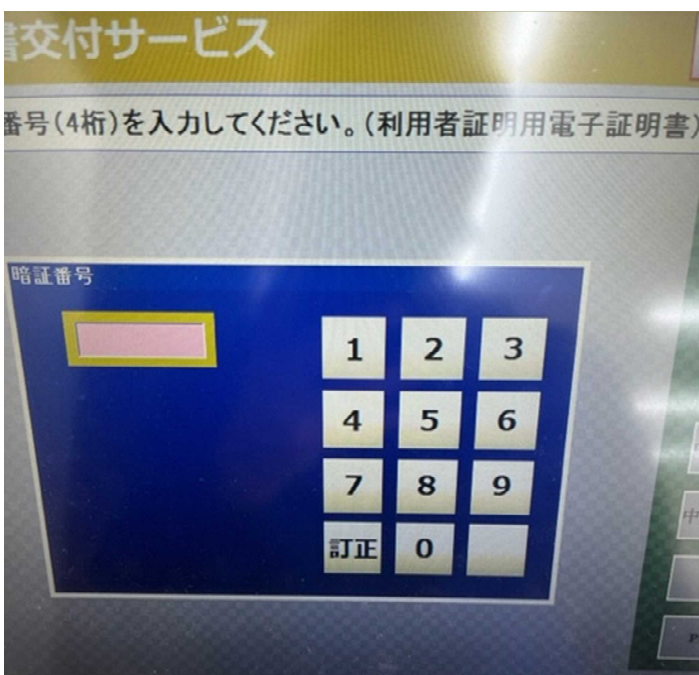 書交付サービス
番号(4桁)を入力してください。(利用者証明用電子証明書)
暗証番号
1 2 3
4 5 6
7 8 9
訂正 0
中
P